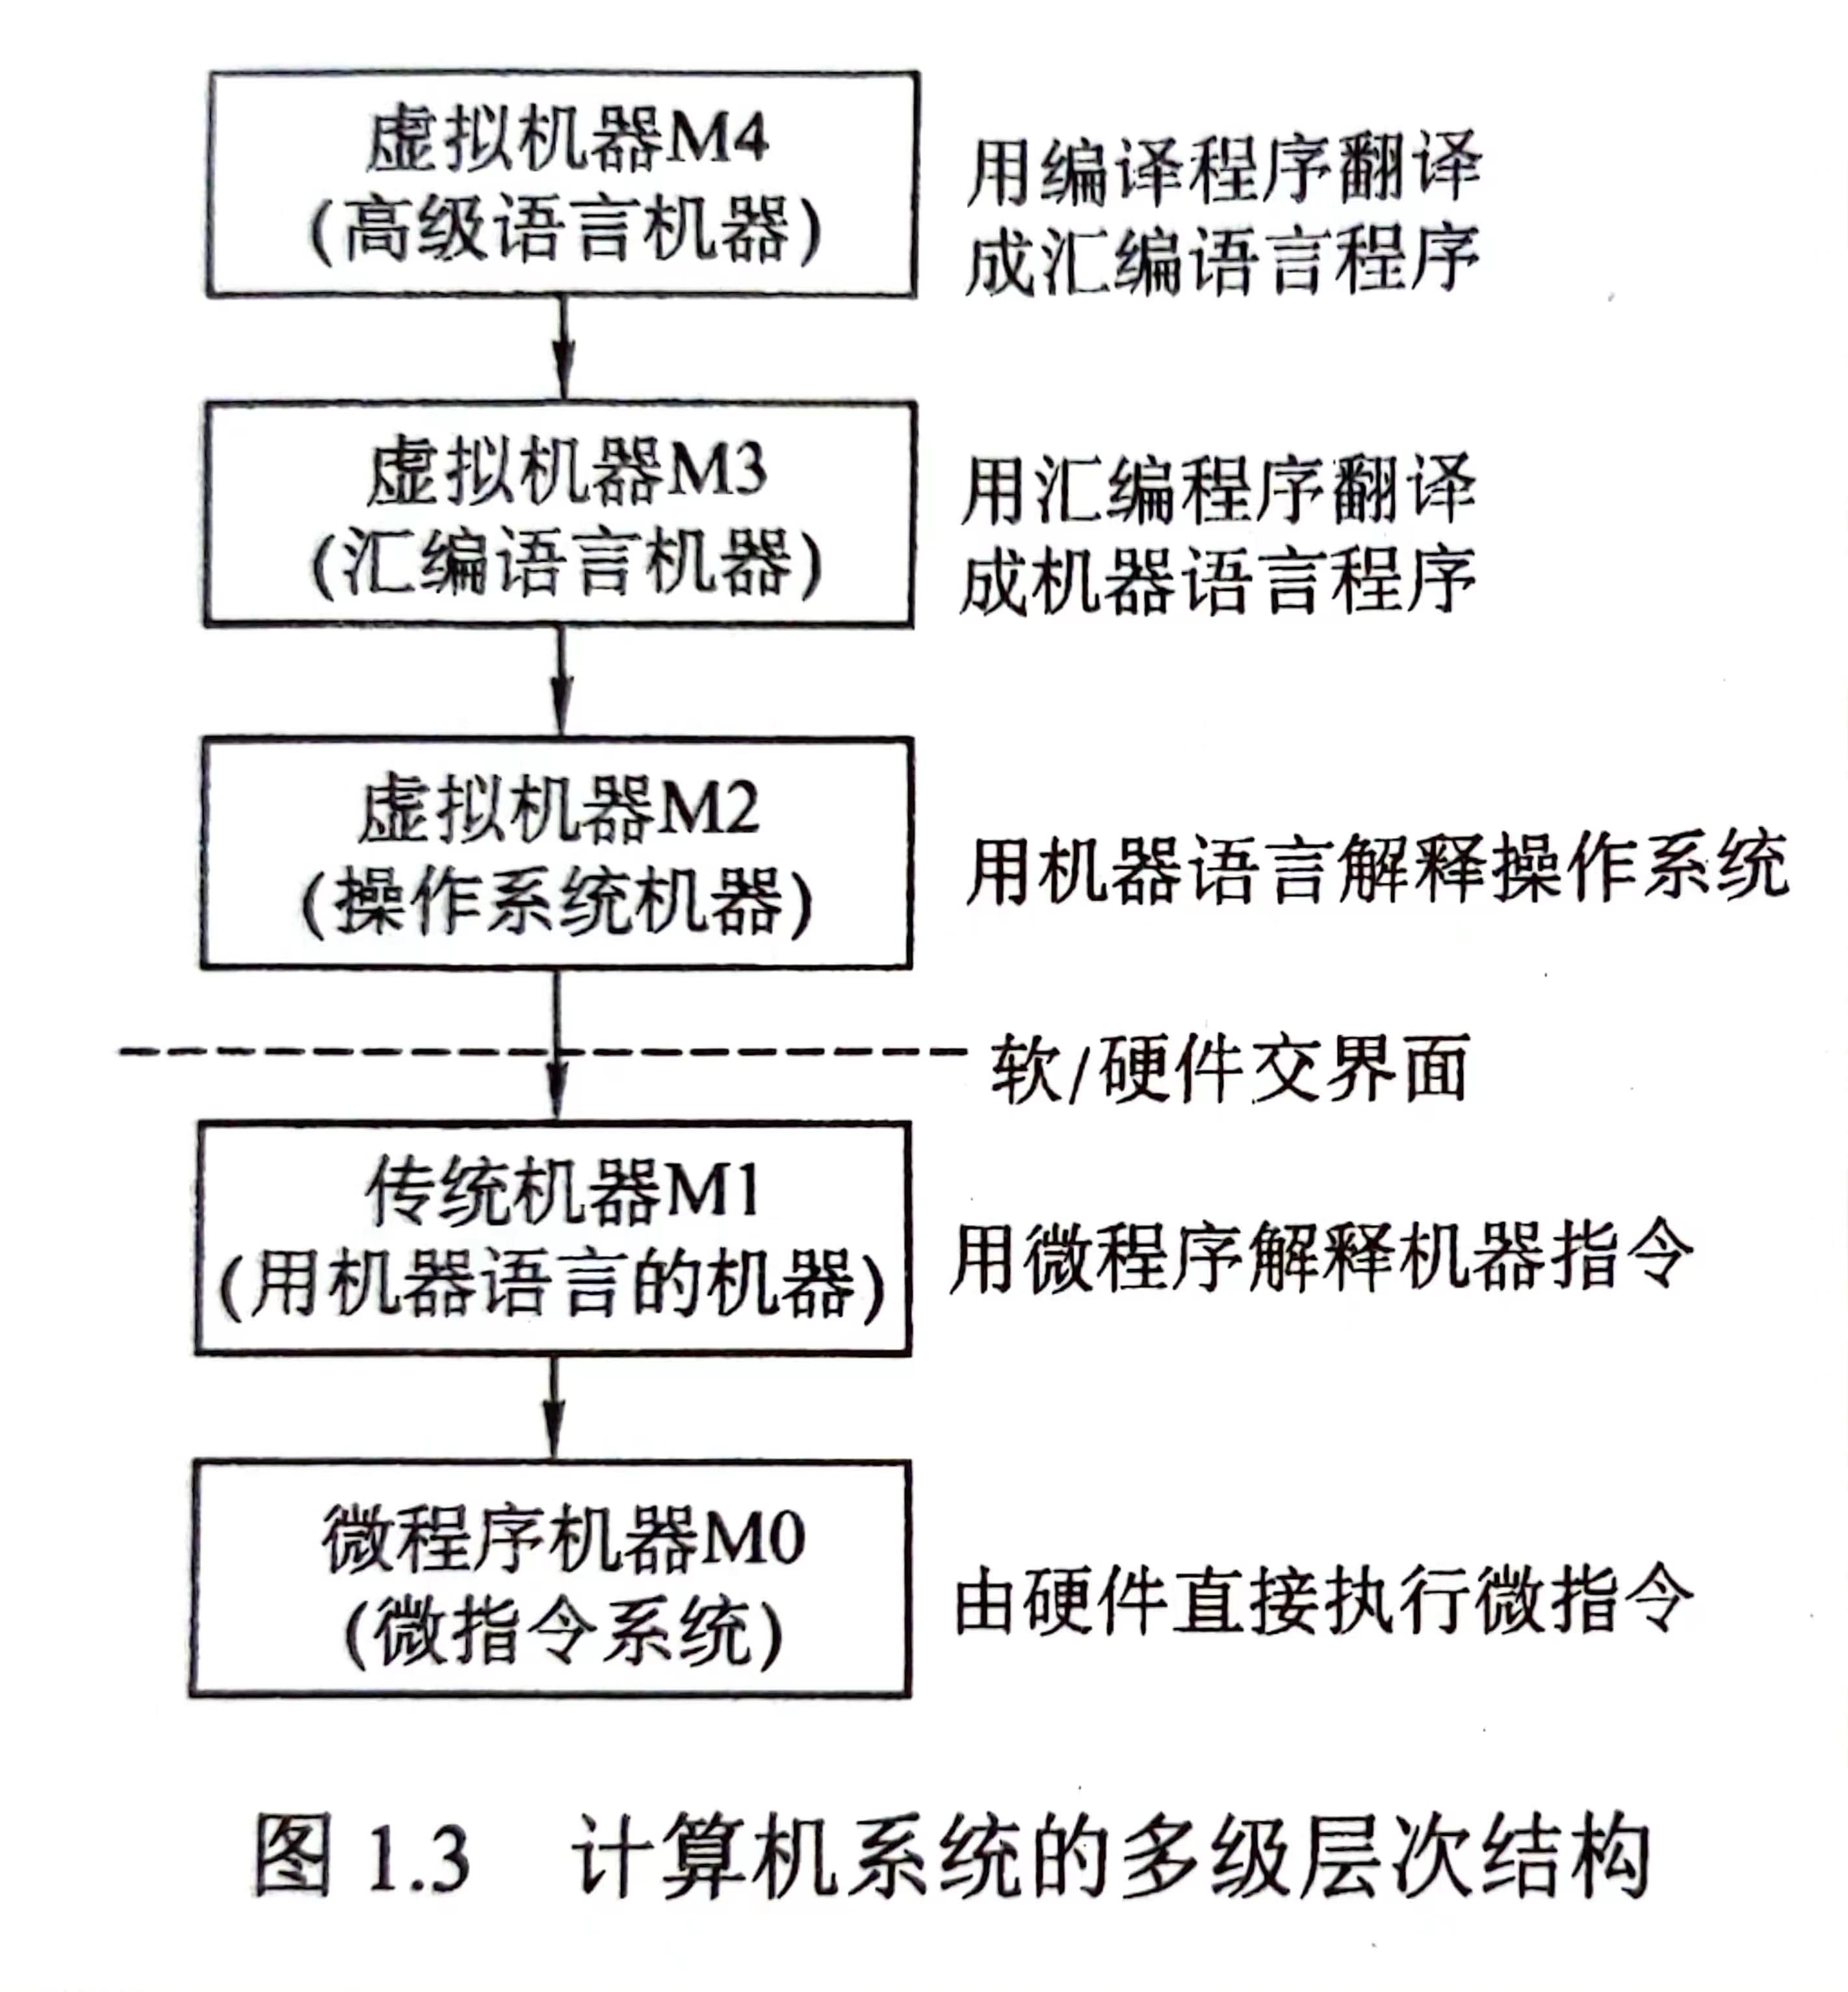 虚拟机器M4
(高级语言机器)
用编译程序翻译
成汇编语言程序
虚拟机器M3
(汇编语言机器)
用汇编程序翻译
成机器语言程序
虚拟机器M2
(操作系统机器)
用机器语言解释操作系统
软/硬件交界面
传统机器M1
(用机器语言的机器)
用微程序解释机器指令
微程序机器M0
(微指令系统)
由硬件直接执行微指令
图 1.3 计算机系统的多级层次结构